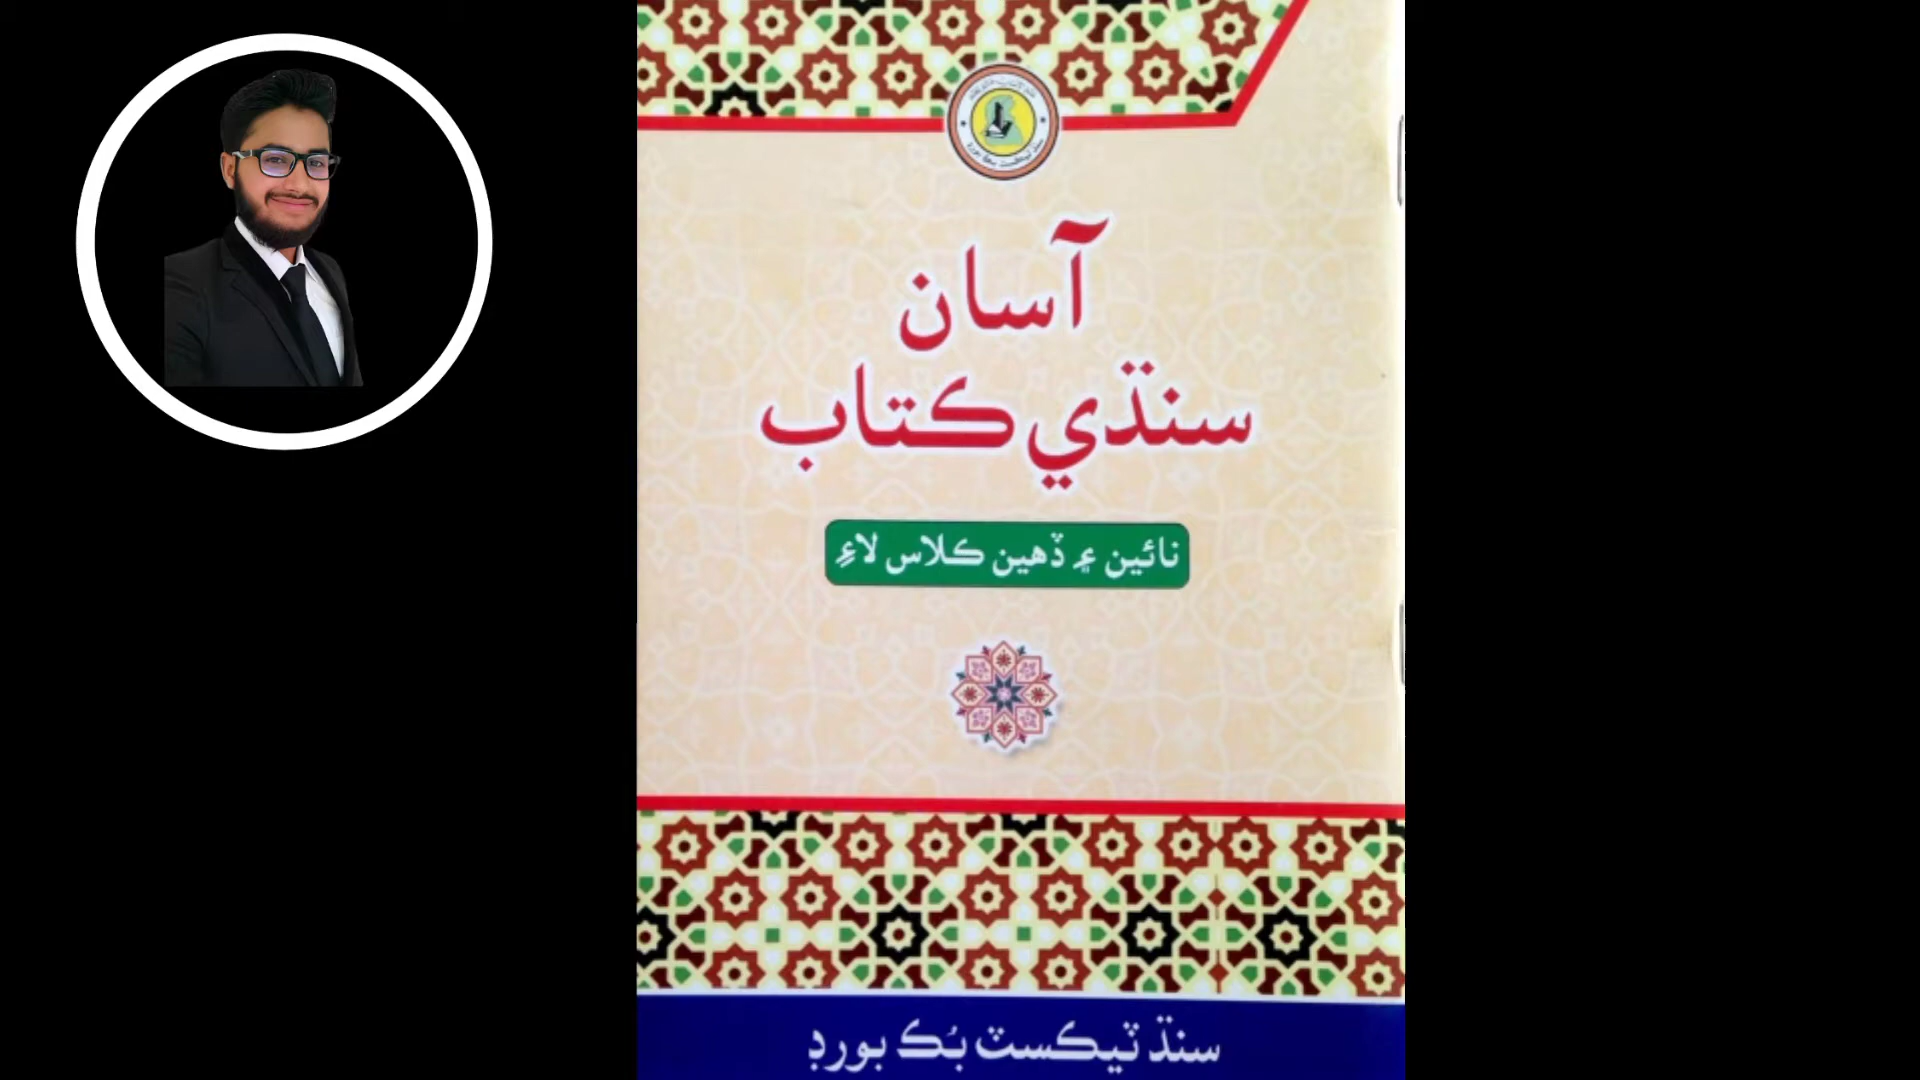 آسان
سنڌي ڪتاب
نائين ۽ ڏهين ڪلاس لاءِ
سنڌ ٽيڪسٽ بُڪ بورڊ